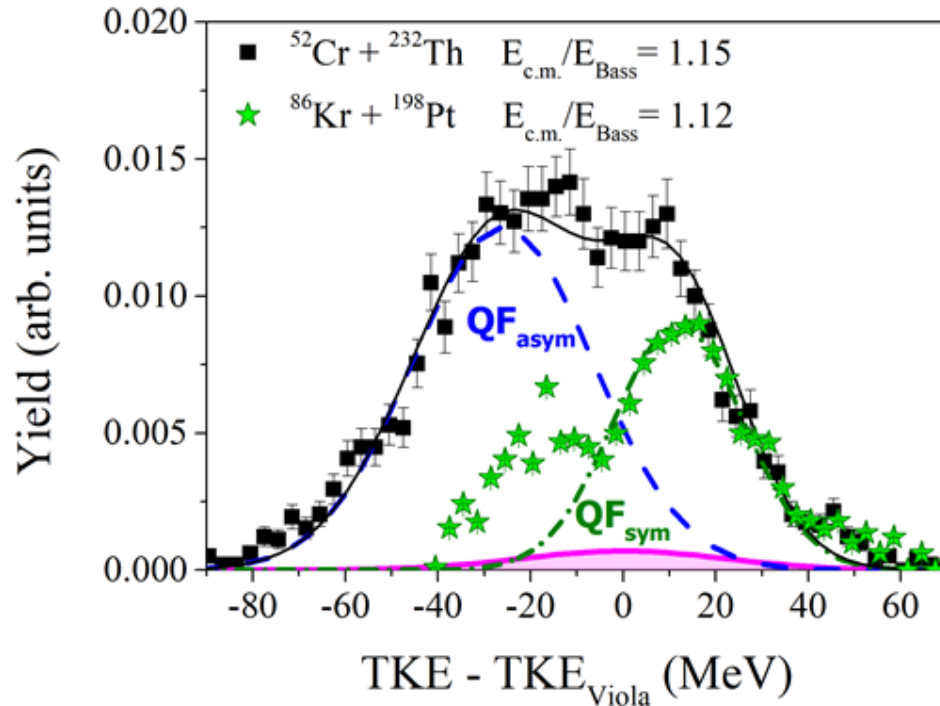 0.020
0.015
0.010
0.005
0.000
Yield (arb. units)
⁵²Cr + ²³²Th E_c.m./E_Bass = 1.15
⁸⁶Kr + ¹⁹⁸Pt E_c.m./E_Bass = 1.12
QF_asym
QF_sym
-80 -60 -40 -20 0 20 40 60
TKE - TKE_Viola (MeV)